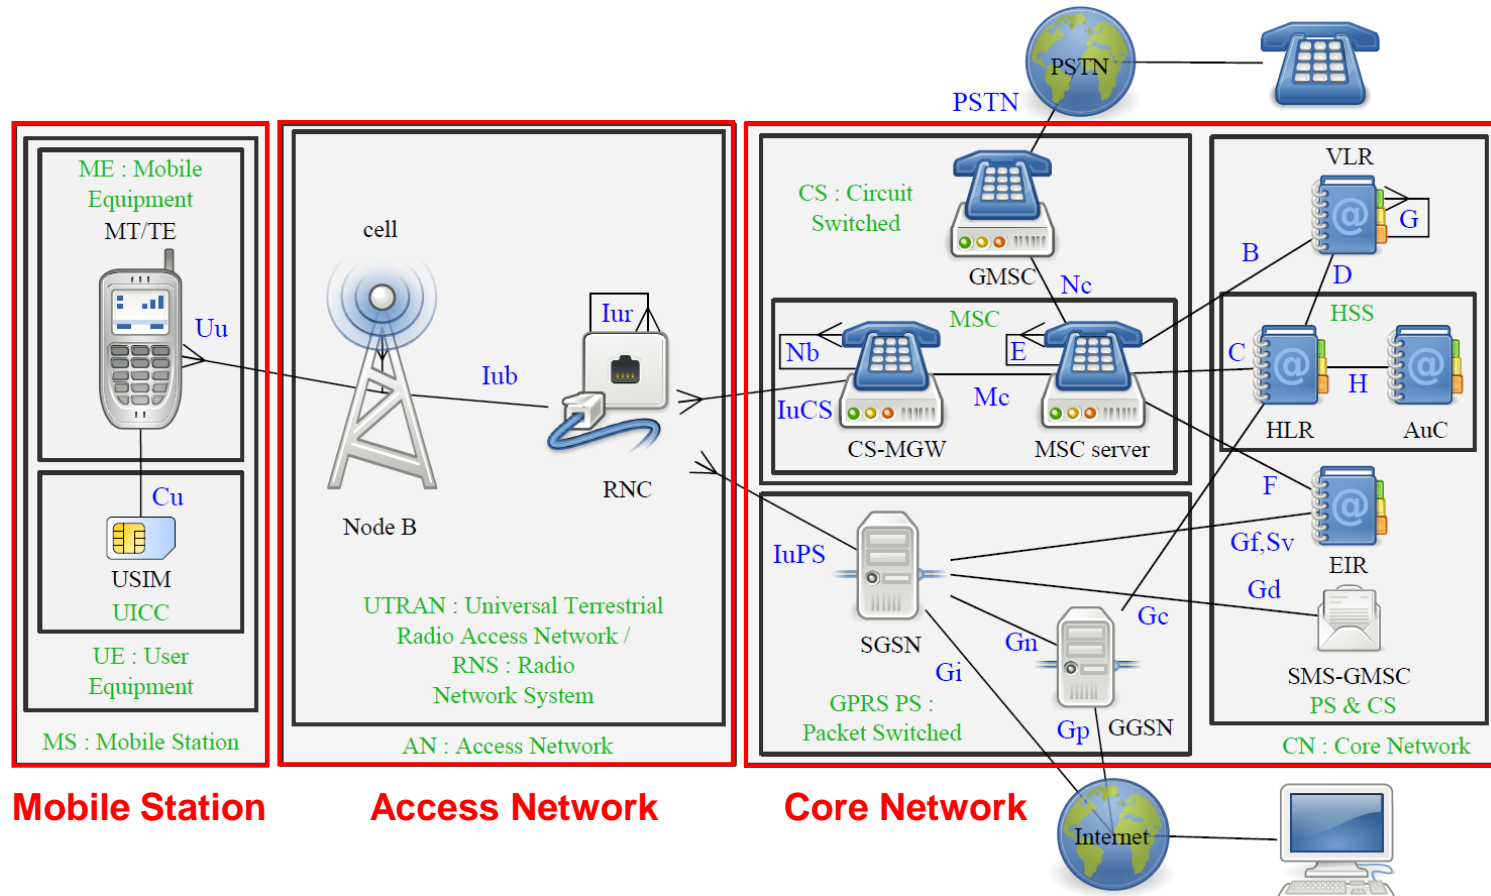 PSTN
PSTN
ME : Mobile
Equipment
MT/TE
Uu
Cu
USIM
UICC
UE : User
Equipment
MS : Mobile Station
cell
Iur
Iub
RNC
Node B
UTRAN : Universal Terrestrial
Radio Access Network /
RNS : Radio
Network System
AN : Access Network
CS : Circuit
Switched
GMSC
Nc
MSC
Nb
E
IuCS
Mc
CS-MGW
MSC server
VLR
G
B
D
HSS
C
H
HLR
AuC
F
Gf,Sv
EIR
Gd
SMS-GMSC
PS & CS
IuPS
SGSN
Gn
Gc
Gi
GPRS PS :
Packet Switched
Gp
GGSN
CN : Core Network
Mobile Station
Access Network
Core Network
Internet